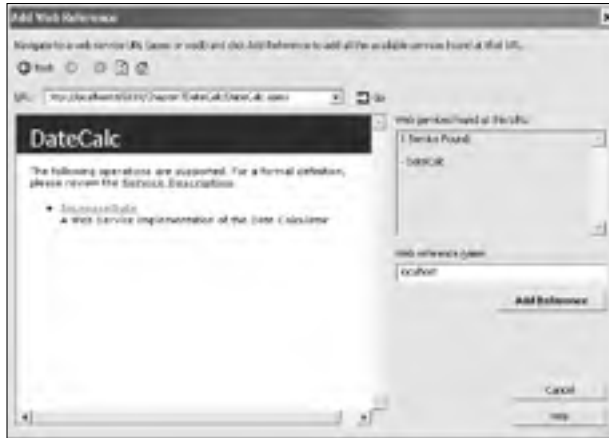 Add Web Reference
Navigate to a web service URL (asmx or wsdl) and click Add Reference to add all the available services found at that URL.
Back
URL:
Go
DateCalc
The following operations are supported. For a formal definition,
please review the Service Description.
A Web Service implementation of the Date Calculator
Web services found at this URL:
1 Service Found:
- DateCalc
Web reference name:
localhost
Add Reference
Cancel
Help